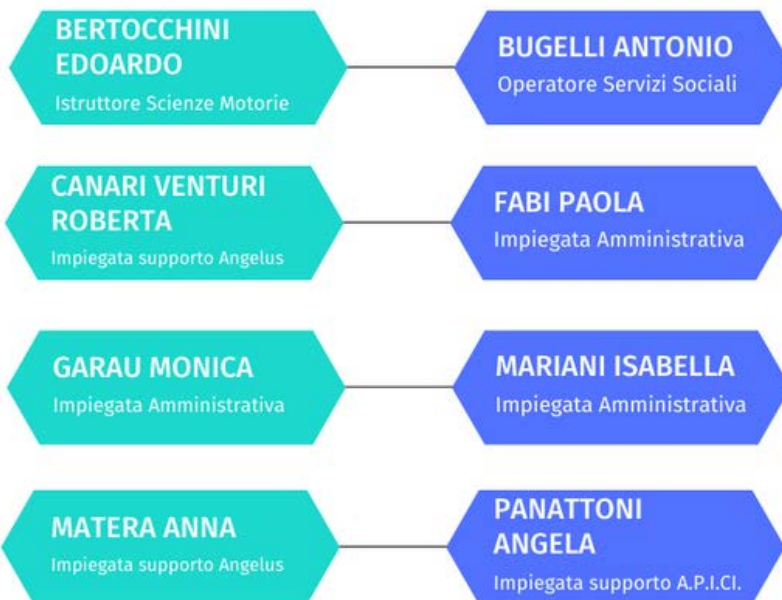 BERTOCCHINI
EDOARDO
Istruttore Scienze Motorie
BUGELLI ANTONIO
Operatore Servizi Sociali
CANARI VENTURI
ROBERTA
Impiegata supporto Angelus
FABI PAOLA
Impiegata Amministrativa
GARAU MONICA
Impiegata Amministrativa
MARIANI ISABELLA
Impiegata Amministrativa
MATERA ANNA
Impiegata supporto Angelus
PANATTONI
ANGELA
Impiegata supporto A.P.I.CI.